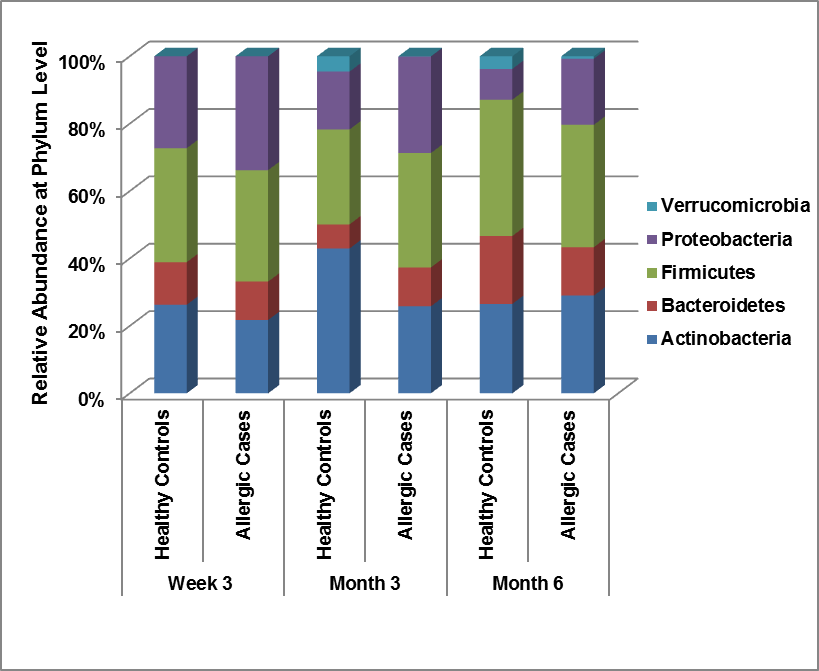 Relative Abundance at Phylum Level
100%
80%
60%
40%
20%
0%
Healthy Controls
Allergic Cases
Healthy Controls
Allergic Cases
Healthy Controls
Allergic Cases
Week 3
Month 3
Month 6
Verrucomicrobia
Proteobacteria
Firmicutes
Bacteroidetes
Actinobacteria